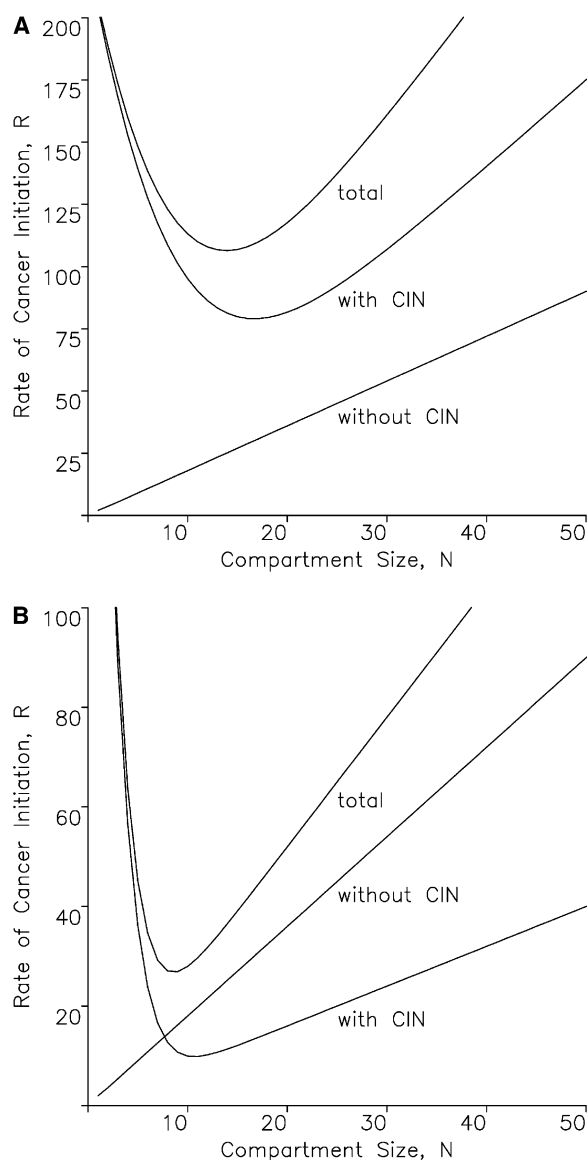 A
200
175
150
125
100
75
50
25
Rate of Cancer Initiation, R
total
with CIN
without CIN
10 20 30 40 50
Compartment Size, N
B
100
80
60
40
20
Rate of Cancer Initiation, R
total
without CIN
with CIN
10 20 30 40 50
Compartment Size, N